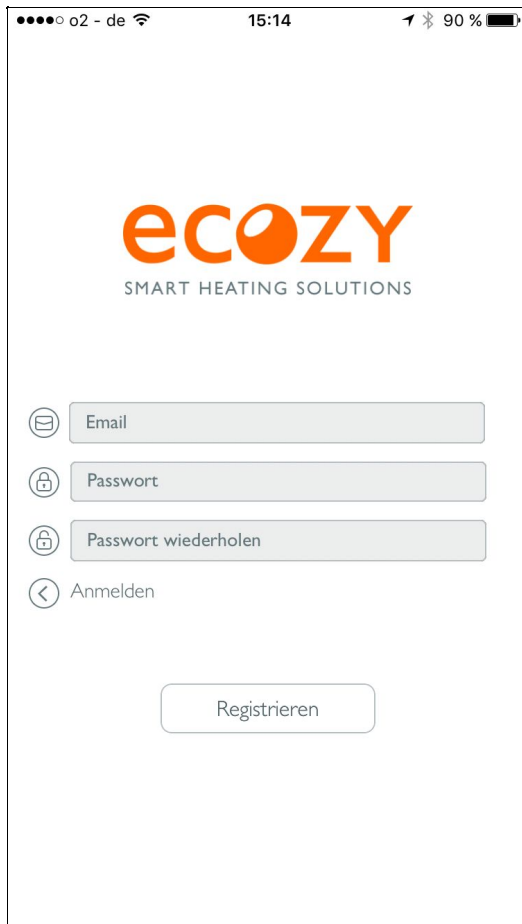 o2 - de 15:14 90 %
ecozy
SMART HEATING SOLUTIONS
Email
Passwort
Passwort wiederholen
Anmelden
Registrieren